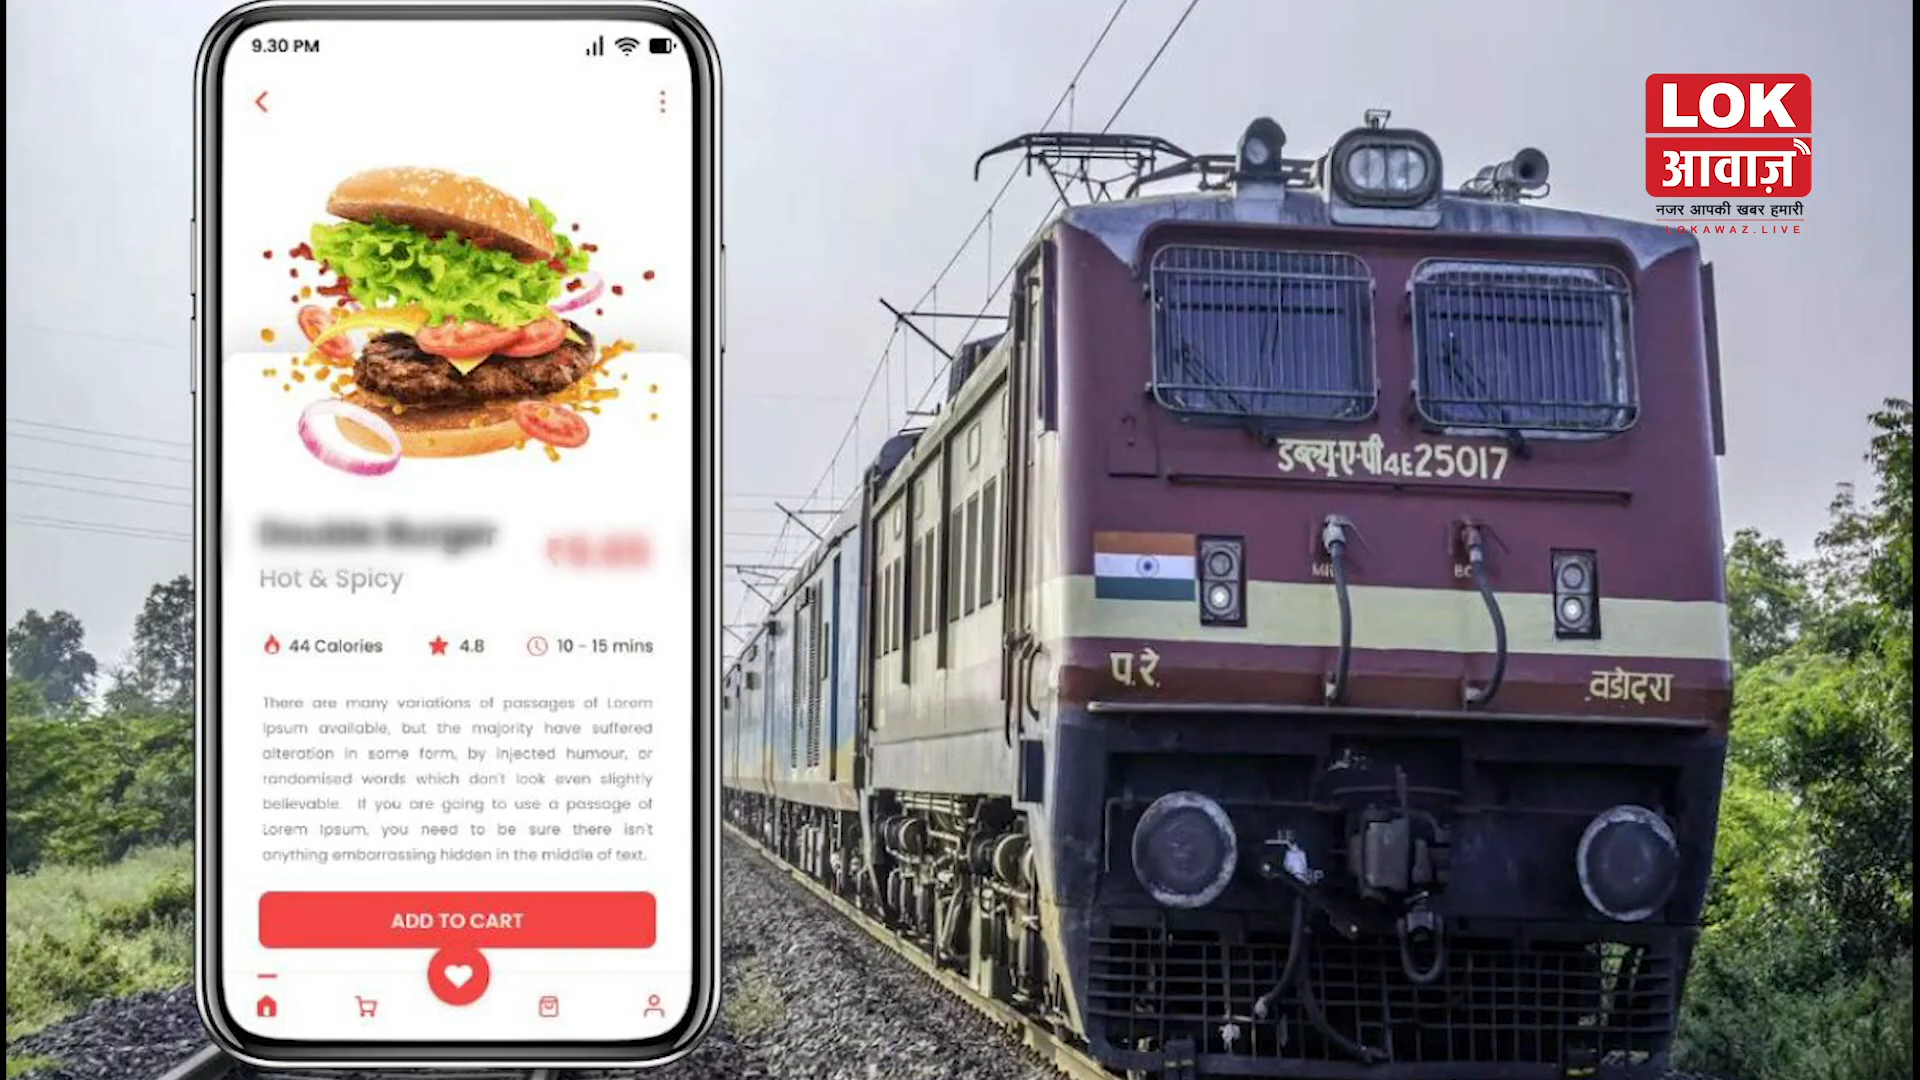 9.30 PM
Hot & Spicy
44 Calories
4.8
10 - 15 mins
There are many variations of passages of Lorem
Ipsum available, but the majority have suffered
alteration in some form, by injected humour, or
randomised words which don't look even slightly
believable. If you are going to use a passage of
Lorem Ipsum, you need to be sure there isn't
anything embarrassing hidden in the middle of text.
ADD TO CART
LOK
आवाज़
नजर आपकी खबर हमारी
LOKAWAZ.LIVE
डब्ल्यु-ए-पी4E25017
प.रे.
वडोदरा